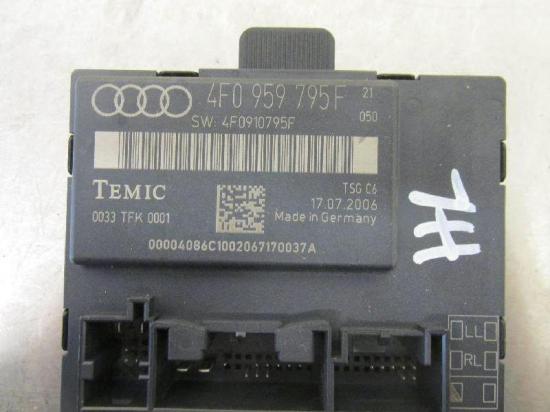 4F0 959 795F 21
SW: 4F0910795F 050
TEMIC TSG C6
0033 TFK 0001 17.07.2006
Made in Germany
00004086C1002067170037A
LL
RL